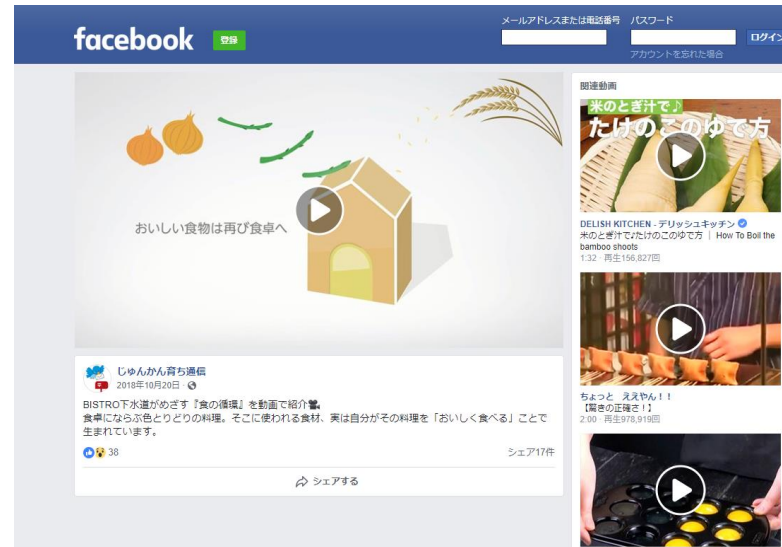 メールアドレスまたは電話番号 パスワード
facebook 登録
ログイン
アカウントを忘れた場合
おいしい食物は再び食卓へ
じゅんかん育ち通信
2018年10月20日
BISTRO下水道がめざす『食の循環』を動画で紹介
食卓にならぶ色とりどりの料理。そこに使われる食材、実は自分がその料理を「おいしく食べる」ことで
生まれています。
38
シェア17件
シェアする
関連動画
米のとぎ汁で♪
たけのこのゆで方
DELISH KITCHEN - デリッシュキッチン
米のとぎ汁で♪たけのこのゆで方 | How To Boil the
bamboo shoots
1:32 · 再生156,827回
ちょっと ええやん!!
【驚きの正確さ!】
2:00 · 再生978,919回